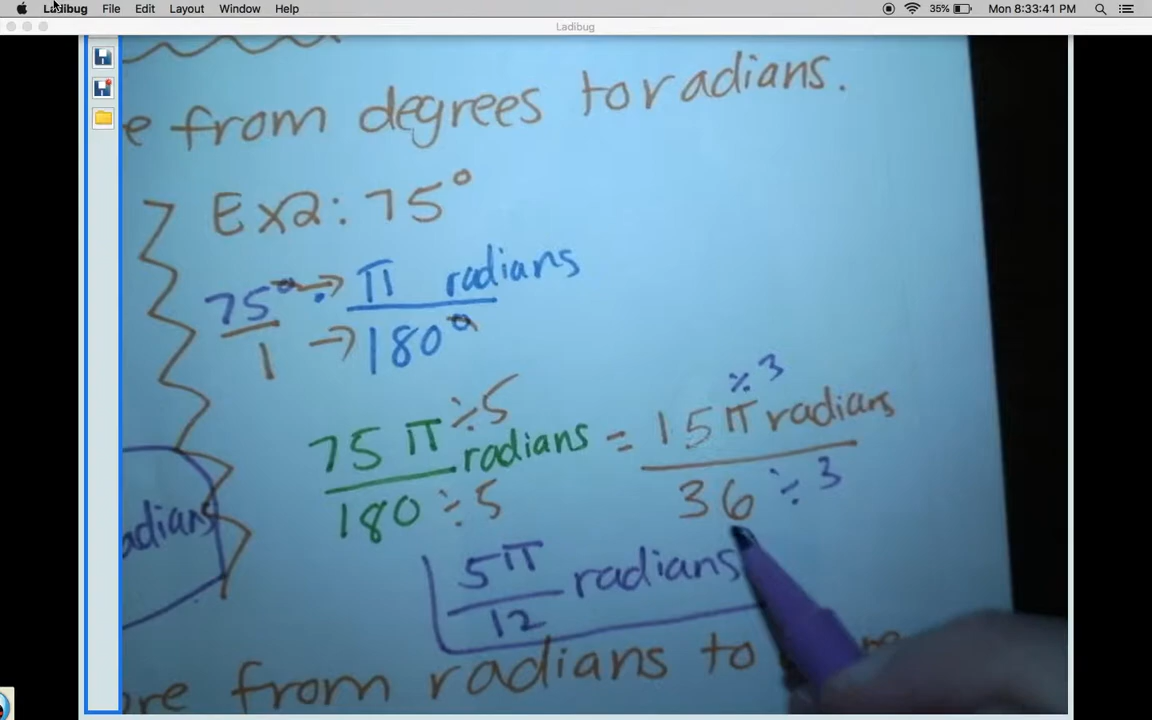 Ladibug File Edit Layout Window Help 35% Mon 8:33:41 PM
Ladibug
e from degrees to radians.
Ex2: 75°
75° · π radians
1 180°
÷3
75π ÷5 radians = 15π radians
180 ÷5 36 ÷3
adians
5π radians
12
ore from radians to